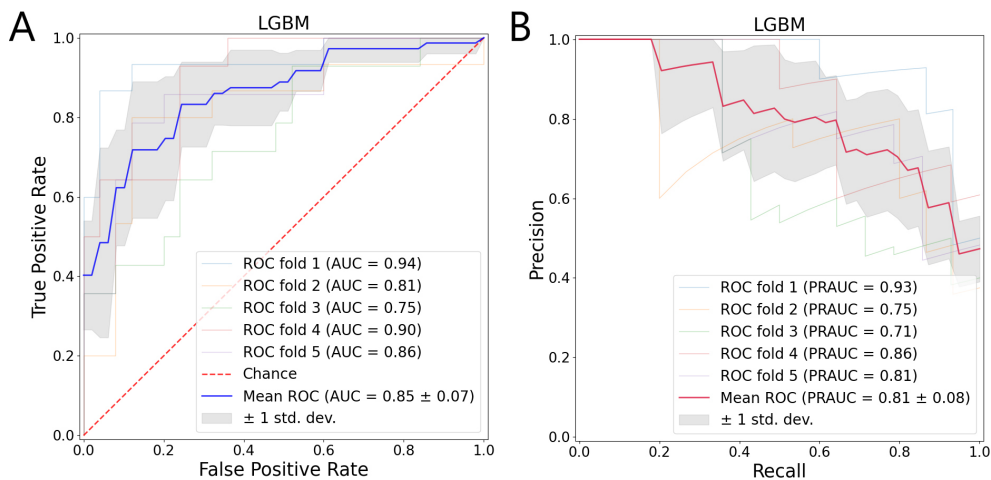 A
LGBM
True Positive Rate
1.0
0.8
0.6
0.4
0.2
0.0
ROC fold 1 (AUC = 0.94)
ROC fold 2 (AUC = 0.81)
ROC fold 3 (AUC = 0.75)
ROC fold 4 (AUC = 0.90)
ROC fold 5 (AUC = 0.86)
Chance
Mean ROC (AUC = 0.85 ± 0.07)
± 1 std. dev.
0.0 0.2 0.4 0.6 0.8 1.0
False Positive Rate
B
LGBM
Precision
1.0
0.8
0.6
0.4
0.2
0.0
ROC fold 1 (PRAUC = 0.93)
ROC fold 2 (PRAUC = 0.75)
ROC fold 3 (PRAUC = 0.71)
ROC fold 4 (PRAUC = 0.86)
ROC fold 5 (PRAUC = 0.81)
Mean ROC (PRAUC = 0.81 ± 0.08)
± 1 std. dev.
0.0 0.2 0.4 0.6 0.8 1.0
Recall